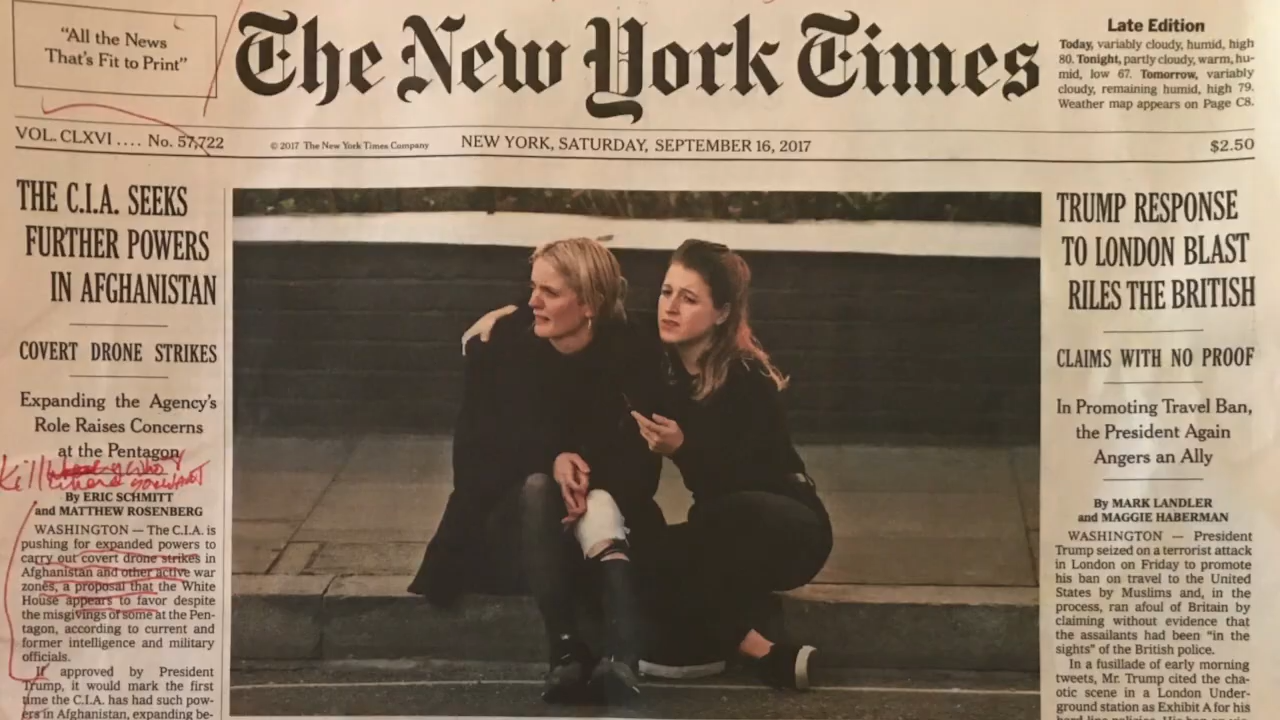 “All the News
That’s Fit to Print”
The New York Times
Late Edition
Today, variably cloudy, humid, high
80. Tonight, partly cloudy, warm, hu-
mid, low 67. Tomorrow, variably
cloudy, remaining humid, high 79.
Weather map appears on Page C8.
VOL. CLXVI .... No. 57,722
© 2017 The New York Times Company
NEW YORK, SATURDAY, SEPTEMBER 16, 2017
$2.50
THE C.I.A. SEEKS
FURTHER POWERS
IN AFGHANISTAN
COVERT DRONE STRIKES
Expanding the Agency’s
Role Raises Concerns
at the Pentagon
Kill who
you want
By ERIC SCHMITT
and MATTHEW ROSENBERG
WASHINGTON — The C.I.A. is
pushing for expanded powers to
carry out covert drone strikes in
Afghanistan and other active war
zones, a proposal that the White
House appears to favor despite
the misgivings of some at the Pen-
tagon, according to current and
former intelligence and military
officials.
If approved by President
Trump, it would mark the first
time the C.I.A. has had such pow-
ers in Afghanistan, expanding be-
TRUMP RESPONSE
TO LONDON BLAST
RILES THE BRITISH
CLAIMS WITH NO PROOF
In Promoting Travel Ban,
the President Again
Angers an Ally
By MARK LANDLER
and MAGGIE HABERMAN
WASHINGTON — President
Trump seized on a terrorist attack
in London on Friday to promote
his ban on travel to the United
States by Muslims and, in the
process, ran afoul of Britain by
claiming without evidence that
the assailants had been “in the
sights” of the British police.
In a fusillade of early morning
tweets, Mr. Trump cited the cha-
otic scene in a London Under-
ground station as Exhibit A for his